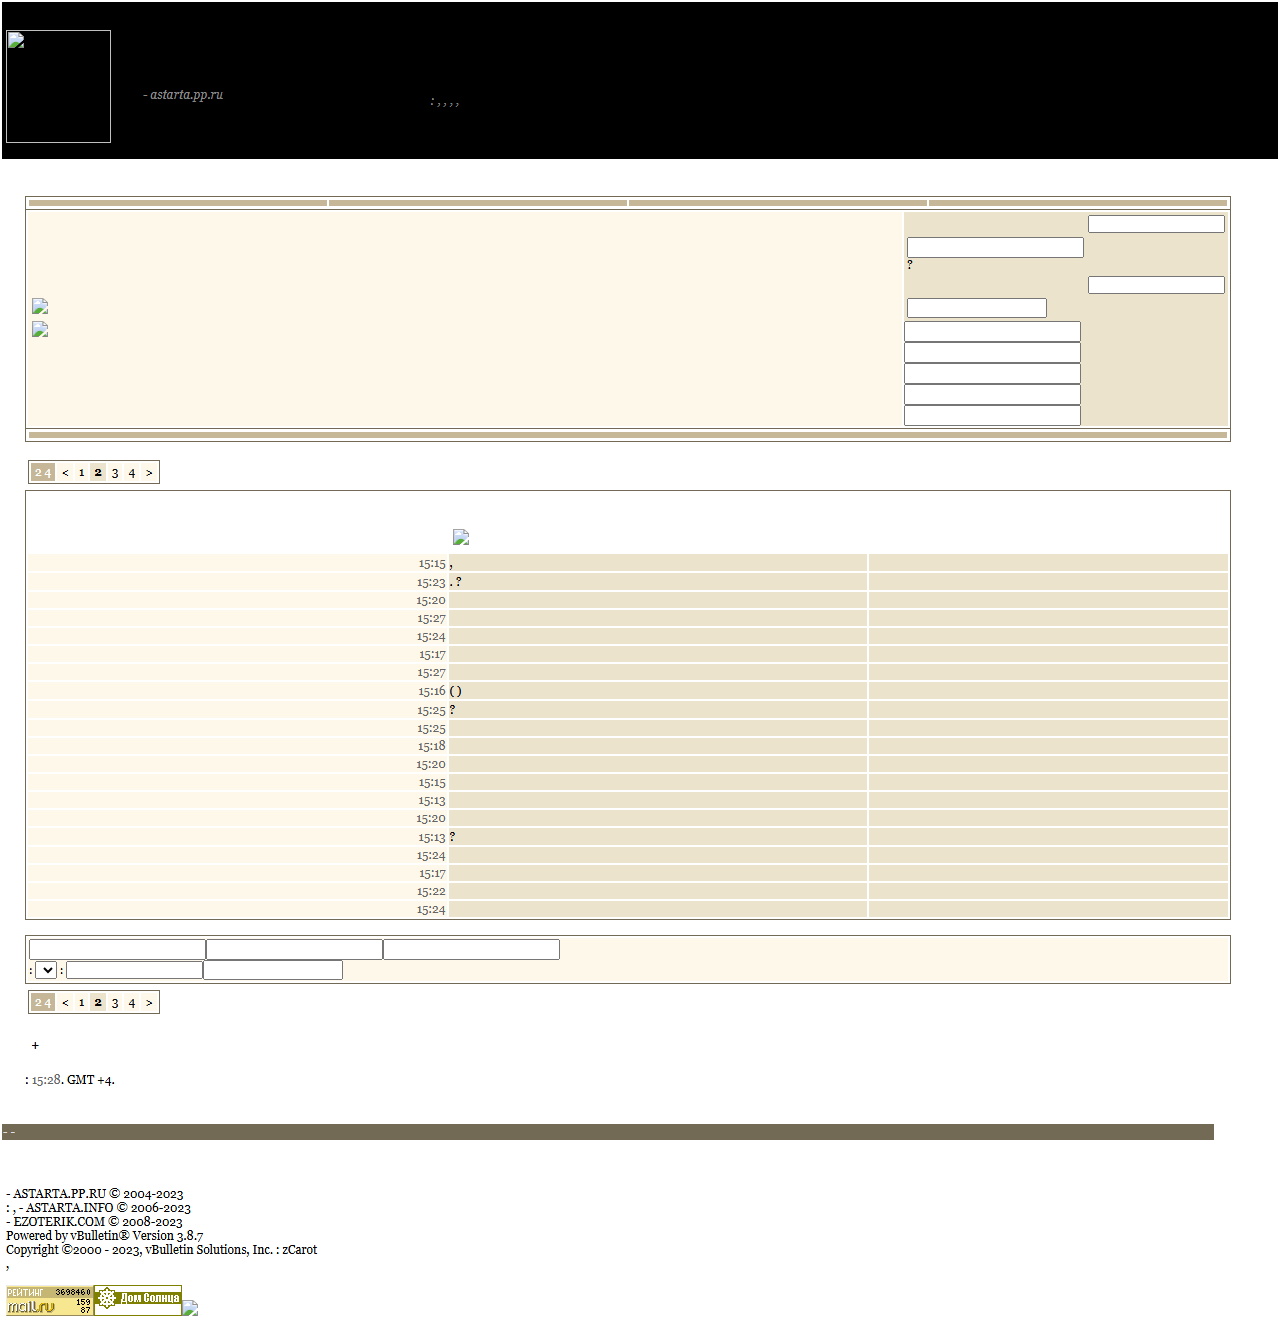 - astarta.pp.ru
: , , , ,
?
2 4 < 1 2 3 4 >
15:15 ,
15:23 . ?
15:20
15:27
15:24
15:17
15:27
15:16 ( )
15:25 ?
15:25
15:18
15:20
15:15
15:13
15:20
15:13 ?
15:24
15:17
15:22
15:24
: :
2 4 < 1 2 3 4 >
+
: 15:28. GMT +4.
- -
- ASTARTA.PP.RU © 2004-2023
: , - ASTARTA.INFO © 2006-2023
- EZOTERIK.COM © 2008-2023
Powered by vBulletin® Version 3.8.7
Copyright ©2000 - 2023, vBulletin Solutions, Inc. : zCarot
,
РЕЙТИНГ 3698460
mail.ru 159
87
Дом Солнца